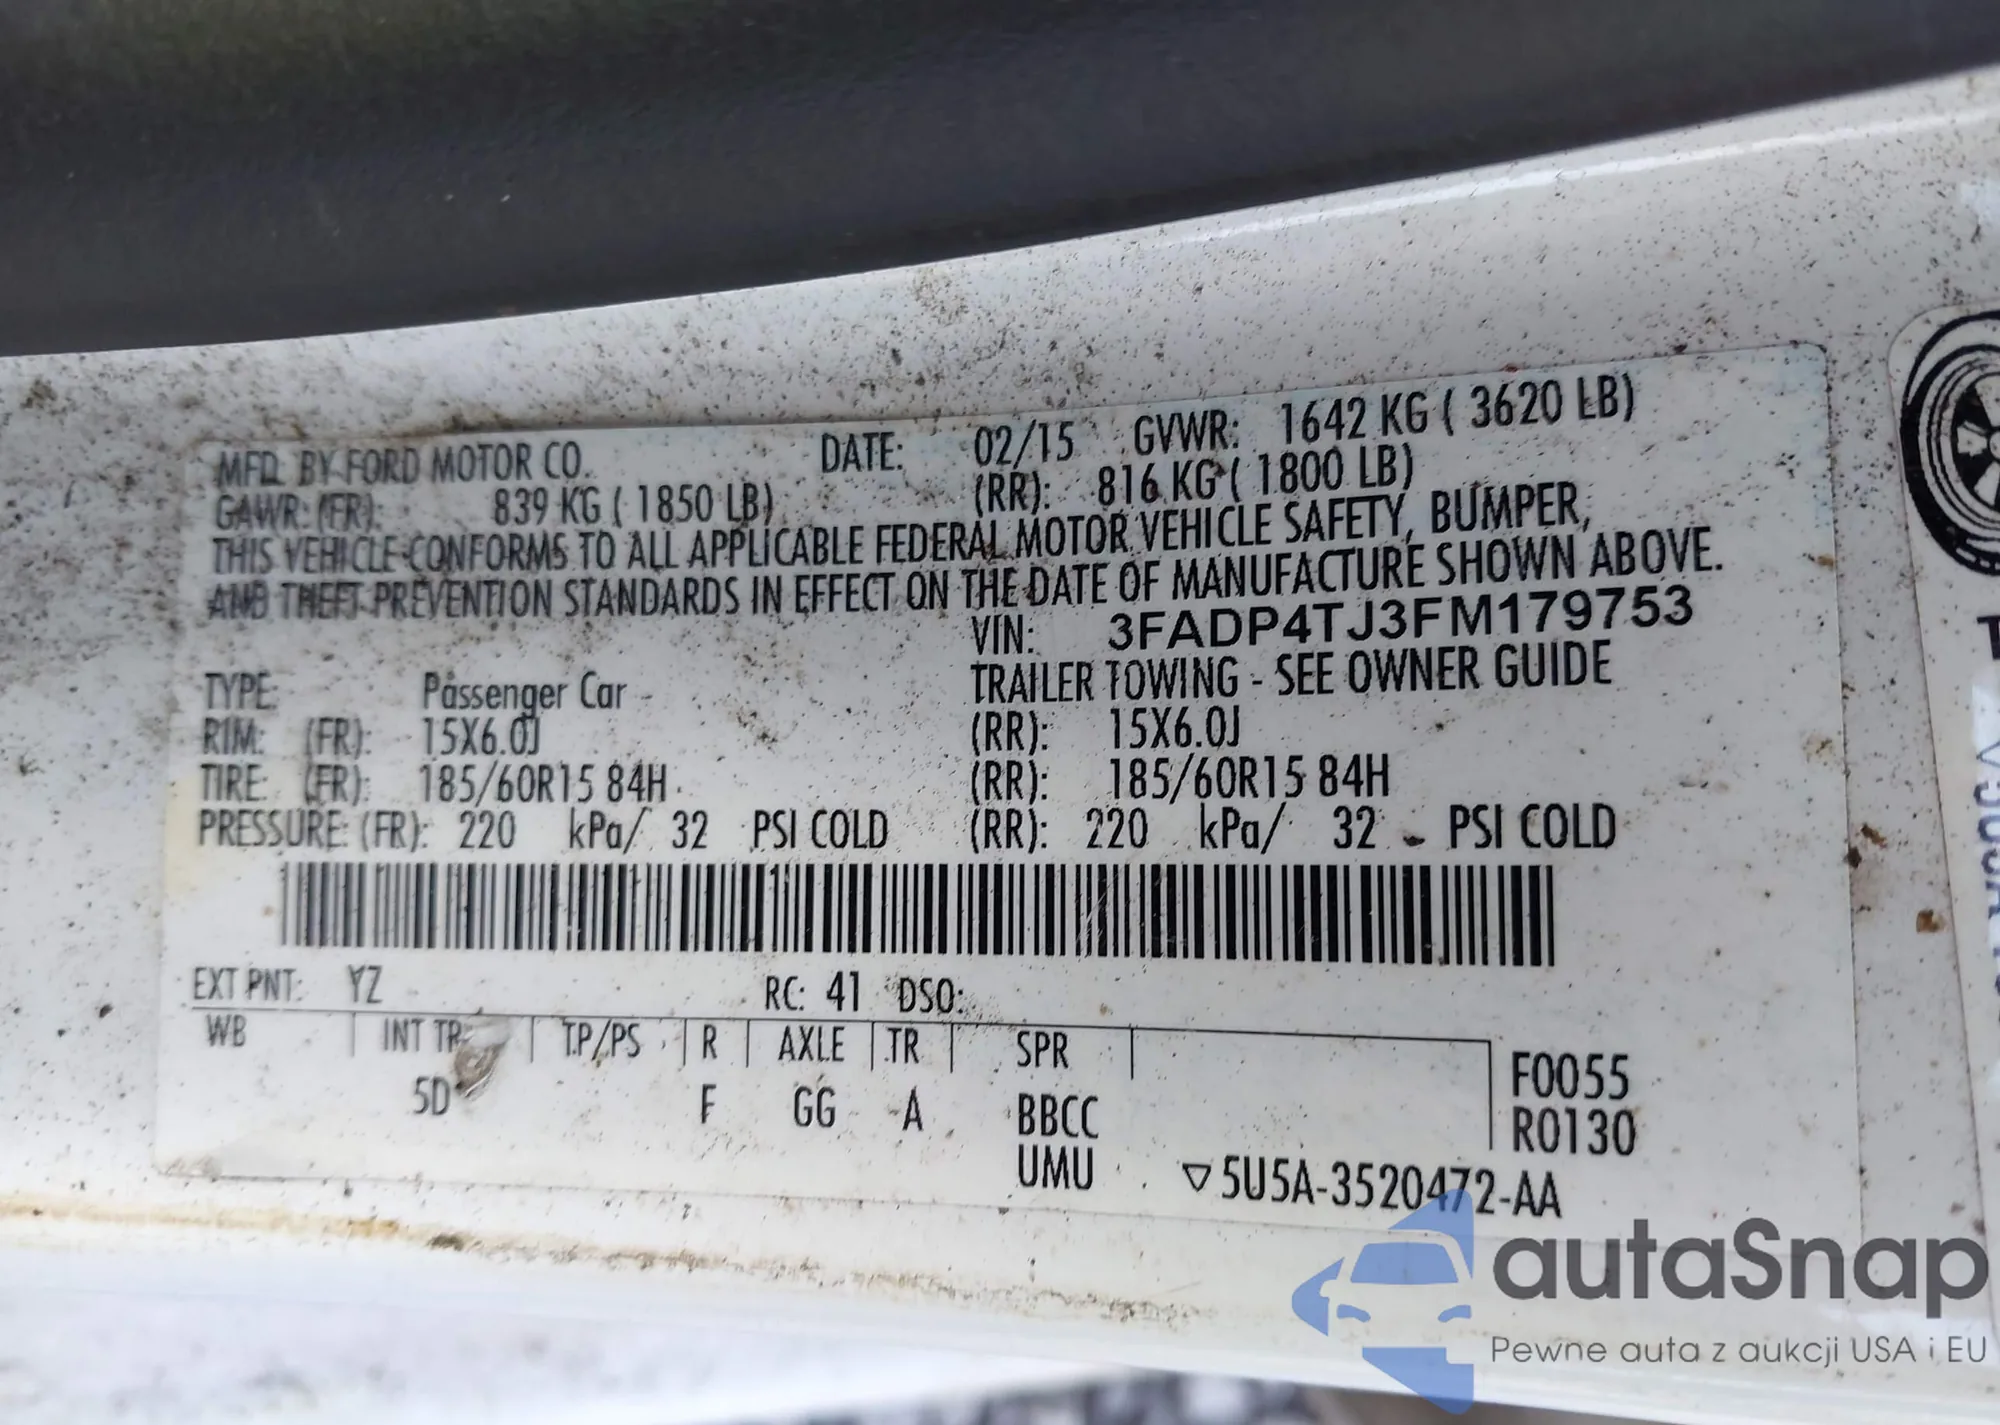 MFD. BY FORD MOTOR CO. DATE: 02/15 GVWR: 1642 KG ( 3620 LB)
GAWR: (FR): 839 KG ( 1850 LB) (RR): 816 KG ( 1800 LB)
THIS VEHICLE CONFORMS TO ALL APPLICABLE FEDERAL MOTOR VEHICLE SAFETY, BUMPER,
AND THEFT PREVENTION STANDARDS IN EFFECT ON THE DATE OF MANUFACTURE SHOWN ABOVE.
VIN: 3FADP4TJ3FM179753
TYPE: Passenger Car TRAILER TOWING - SEE OWNER GUIDE
RIM: (FR): 15X6.0J (RR): 15X6.0J
TIRE: (FR): 185/60R15 84H (RR): 185/60R15 84H
PRESSURE: (FR): 220 kPa/ 32 PSI COLD (RR): 220 kPa/ 32 PSI COLD
EXT PNT: YZ RC: 41 DSO:
WB INT TR T.P/PS R AXLE TR SPR
5D F GG A BBCC
UMU
F0055
R0130
▽5U5A-3520472-AA
autaSnap
Pewne auta z aukcji USA i EU